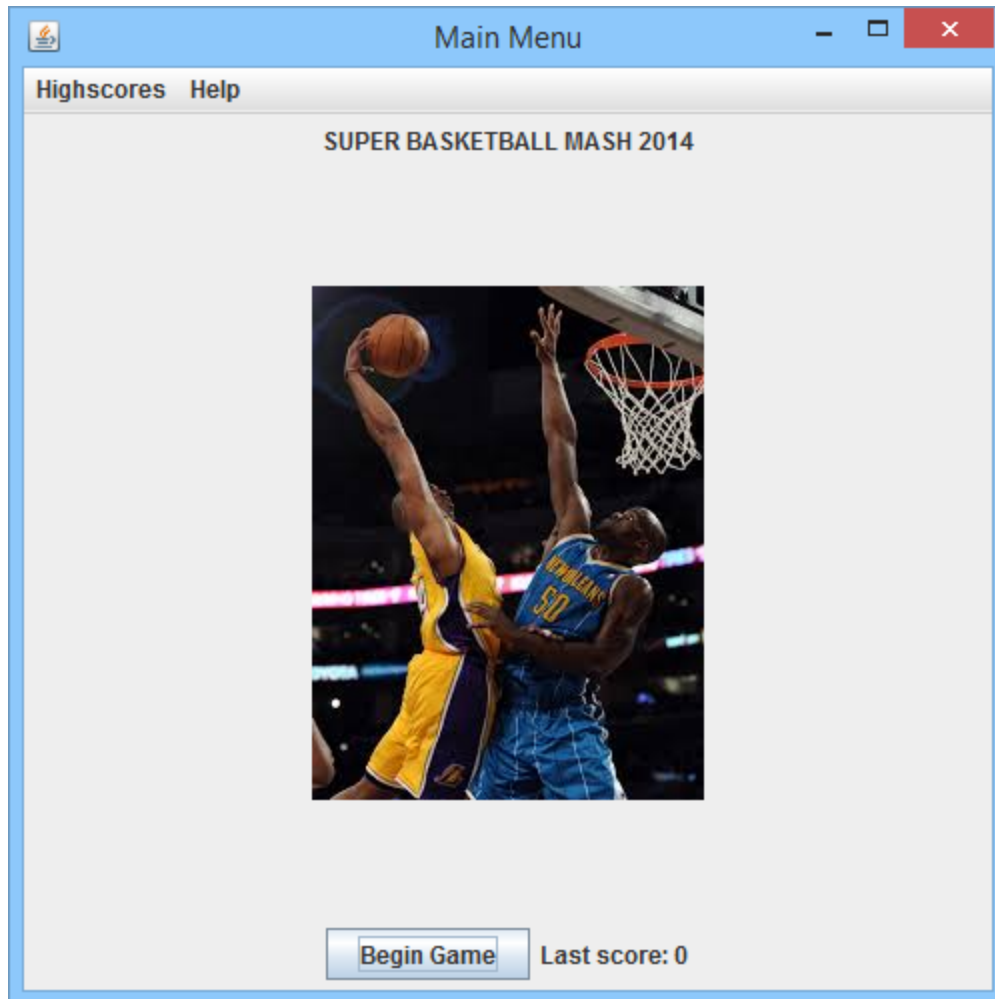 Main Menu
Highscores Help
SUPER BASKETBALL MASH 2014
NEW ORLEANS
50
Begin Game Last score: 0